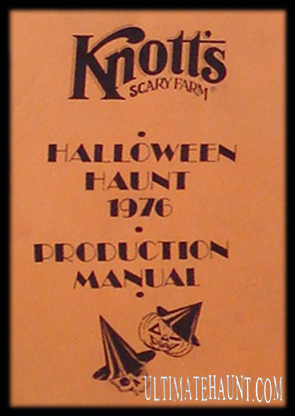 Knott's
SCARY FARM®
HALLOWEEN
HAUNT
1976
PRODUCTION
MANUAL
ULTIMATEHAUNT.COM